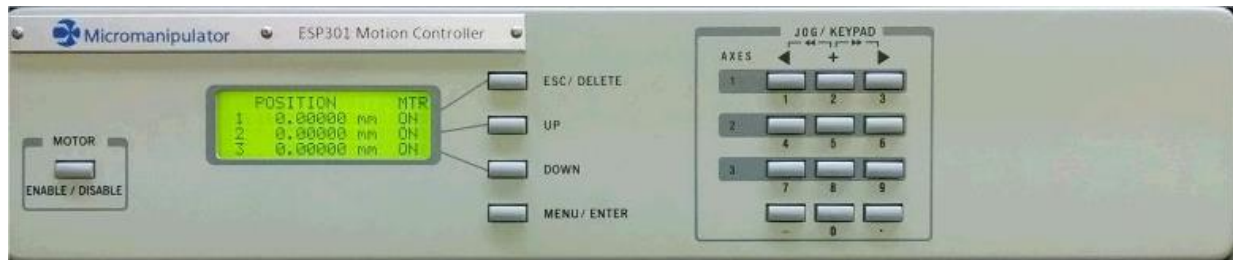 Micromanipulator
ESP301 Motion Controller
POSITION MTR
1 0.00000 mm ON
2 0.00000 mm ON
3 0.00000 mm ON
MOTOR
ENABLE / DISABLE
ESC/ DELETE
UP
DOWN
MENU/ ENTER
JOG/ KEYPAD
AXES ◀ + ▶
1
1 2 3
2
4 5 6
3
7 8 9
- 0 .